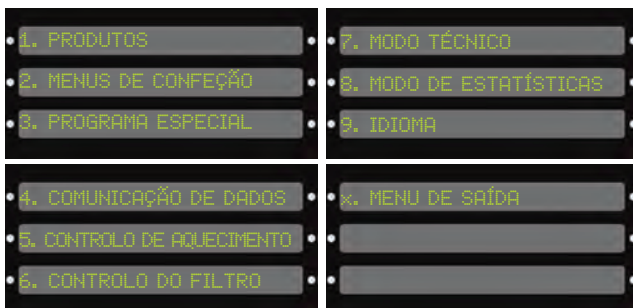 1. PRODUTOS
2. MENUS DE CONFEÇÃO
3. PROGRAMA ESPECIAL
4. COMUNICAÇÃO DE DADOS
5. CONTROLO DE AQUECIMENTO
6. CONTROLO DO FILTRO
7. MODO TÉCNICO
8. MODO DE ESTATÍSTICAS
9. IDIOMA
x. MENU DE SAÍDA